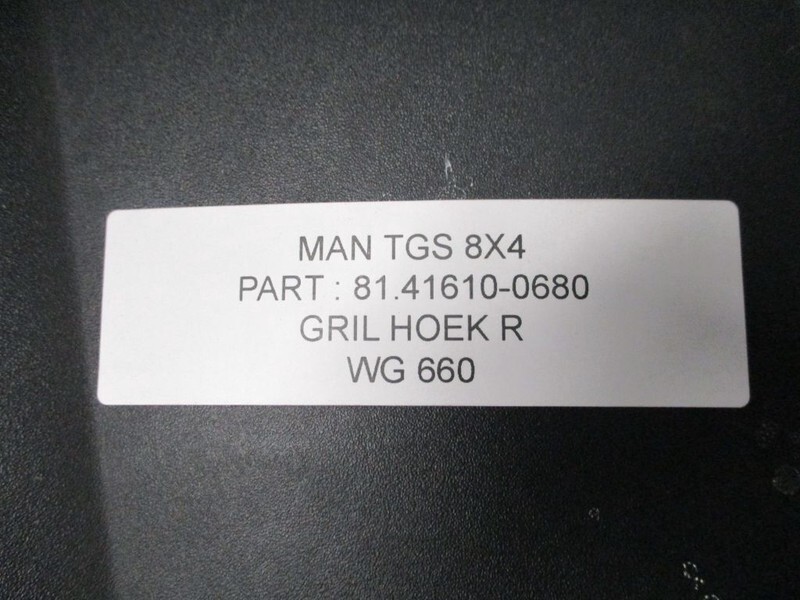 MAN TGS 8X4
PART : 81.41610-0680
GRIL HOEK R
WG 660